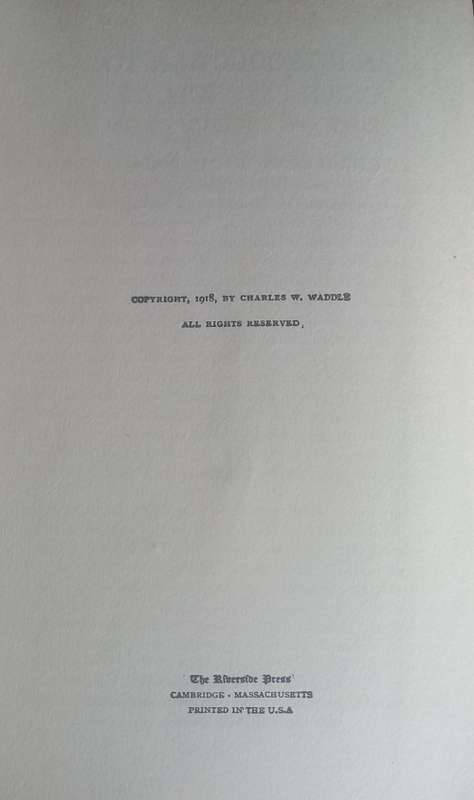 COPYRIGHT, 1918, BY CHARLES W. WADDLE
ALL RIGHTS RESERVED,
The Riverside Press
CAMBRIDGE · MASSACHUSETTS
PRINTED IN THE U.S.A